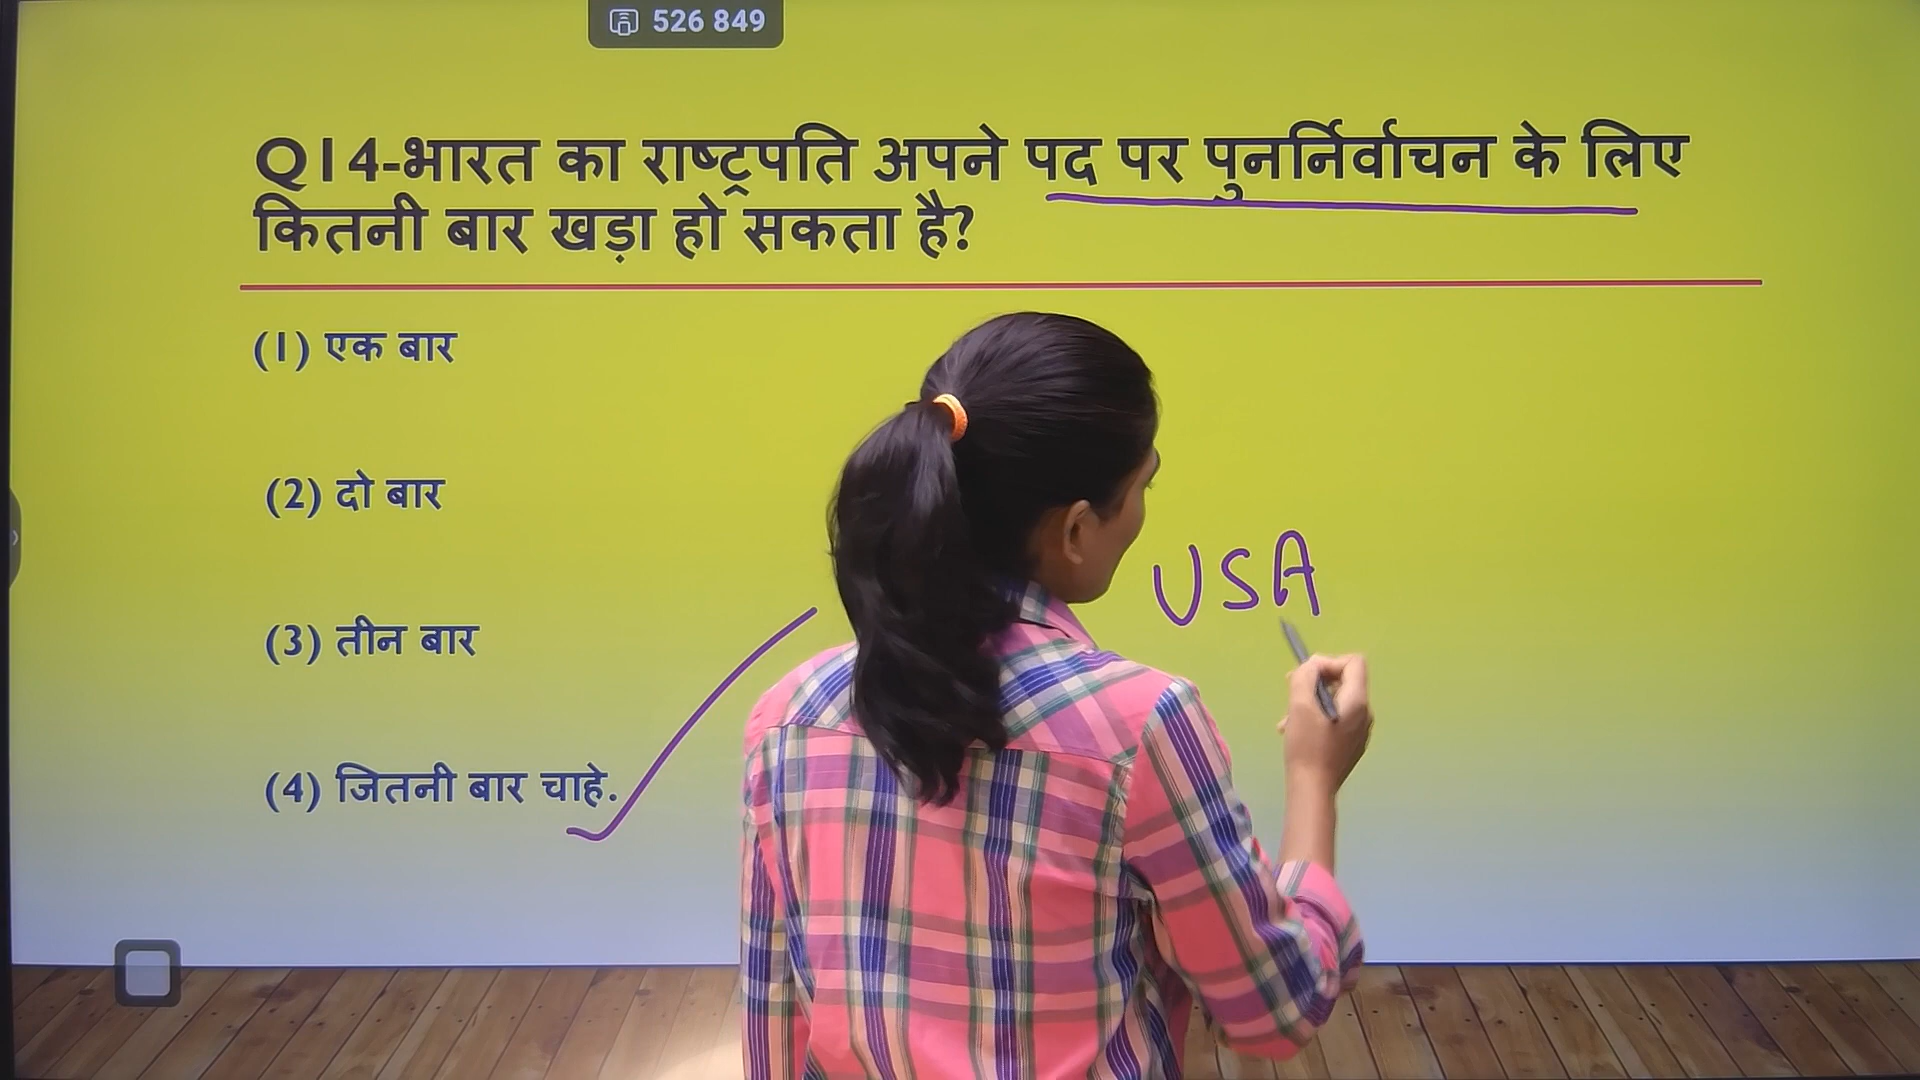 526 849
Q14-भारत का राष्ट्रपति अपने पद पर पुनर्निर्वाचन के लिए
कितनी बार खड़ा हो सकता है?
(1) एक बार
(2) दो बार
USA
(3) तीन बार
(4) जितनी बार चाहे.